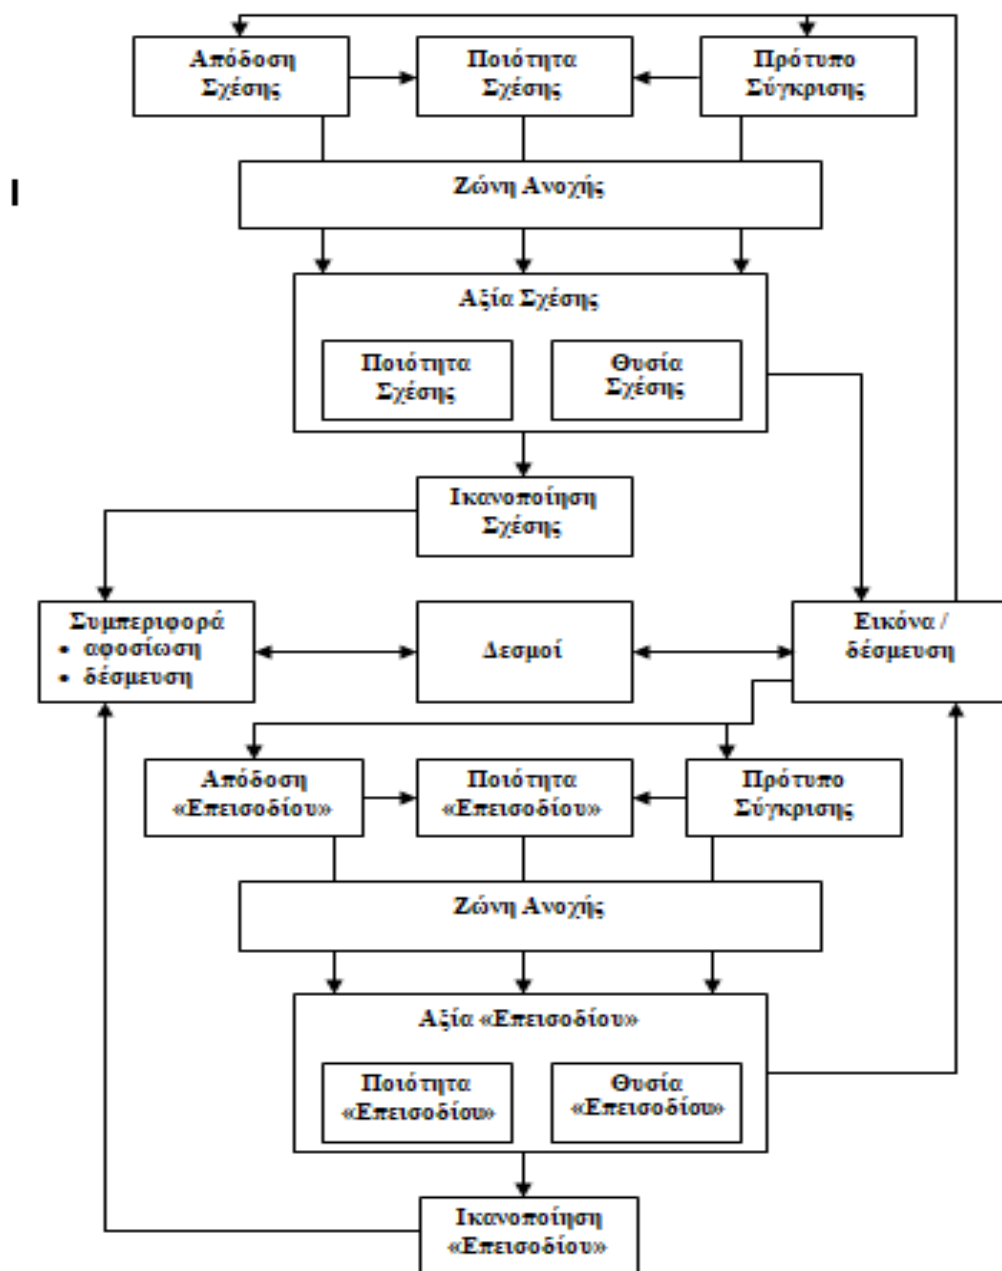 Απόδοση
Σχέσης
Ποιότητα
Σχέσης
Πρότυπο
Σύγκρισης
Ζώνη Ανοχής
Αξία Σχέσης
Ποιότητα
Σχέσης
Θυσία
Σχέσης
Ικανοποίηση
Σχέσης
Συμπεριφορά
• αφοσίωση
• δέσμευση
Δεσμοί
Εικόνα /
δέσμευση
Απόδοση
«Επεισοδίου»
Ποιότητα
«Επεισοδίου»
Πρότυπο
Σύγκρισης
Ζώνη Ανοχής
Αξία «Επεισοδίου»
Ποιότητα
«Επεισοδίου»
Θυσία
«Επεισοδίου»
Ικανοποίηση
«Επεισοδίου»